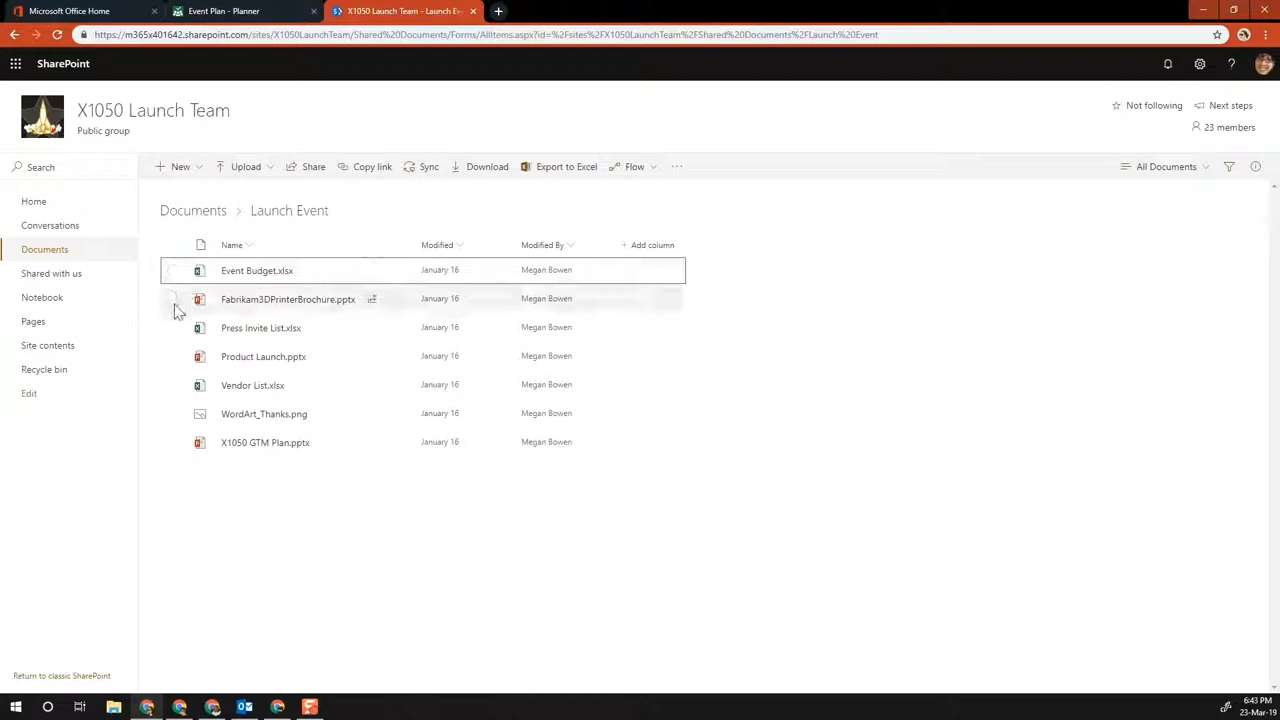 Microsoft Office Home
Event Plan - Planner
X1050 Launch Team - Launch Ev
https://m365x401642.sharepoint.com/sites/X1050LaunchTeam/Shared%20Documents/Forms/AllItems.aspx?id=%2Fsites%2FX1050LaunchTeam%2FShared%20Documents%2FLaunch%20Event
SharePoint
X1050 Launch Team
Public group
Not following
Next steps
23 members
Search
New
Upload
Share
Copy link
Sync
Download
Export to Excel
Flow
All Documents
Home
Conversations
Documents
Shared with us
Notebook
Pages
Site contents
Recycle bin
Edit
Documents > Launch Event
Name Modified Modified By + Add column
Event Budget.xlsx January 16 Megan Bowen
Fabrikam3DPrinterBrochure.pptx January 16 Megan Bowen
Press Invite List.xlsx January 16 Megan Bowen
Product Launch.pptx January 16 Megan Bowen
Vendor List.xlsx January 16 Megan Bowen
WordArt_Thanks.png January 16 Megan Bowen
X1050 GTM Plan.pptx January 16 Megan Bowen
Return to classic SharePoint
6:43 PM
23-Mar-19